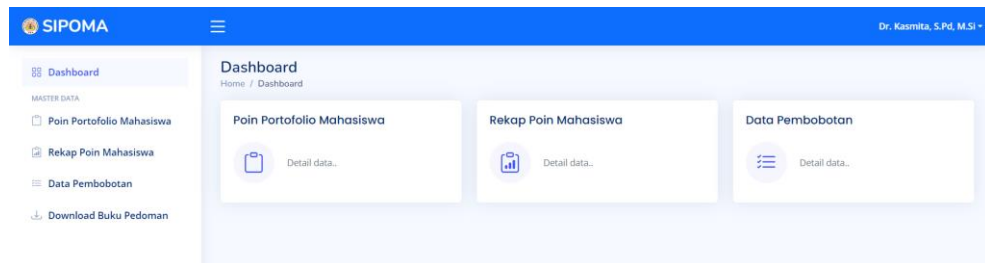 SIPOMA
Dr. Kasmita, S.Pd, M.Si
Dashboard
MASTER DATA
Poin Portofolio Mahasiswa
Rekap Poin Mahasiswa
Data Pembobotan
Download Buku Pedoman
Dashboard
Home / Dashboard
Poin Portofolio Mahasiswa
Detail data..
Rekap Poin Mahasiswa
Detail data..
Data Pembobotan
Detail data..